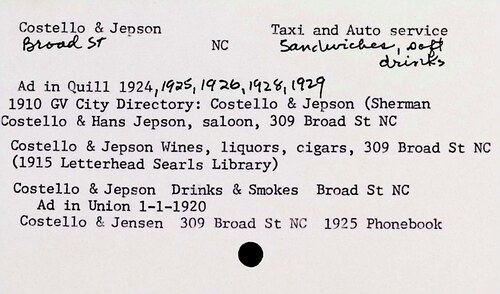 Costello & Jepson Taxi and Auto service
Broad St NC Sandwiches, soft
drinks
Ad in Quill 1924, 1925, 1926, 1928, 1929
1910 GV City Directory: Costello & Jepson (Sherman
Costello & Hans Jepson, saloon, 309 Broad St NC
Costello & Jepson Wines, liquors, cigars, 309 Broad St NC
(1915 Letterhead Searls Library)
Costello & Jepson Drinks & Smokes Broad St NC
Ad in Union 1-1-1920
Costello & Jensen 309 Broad St NC 1925 Phonebook